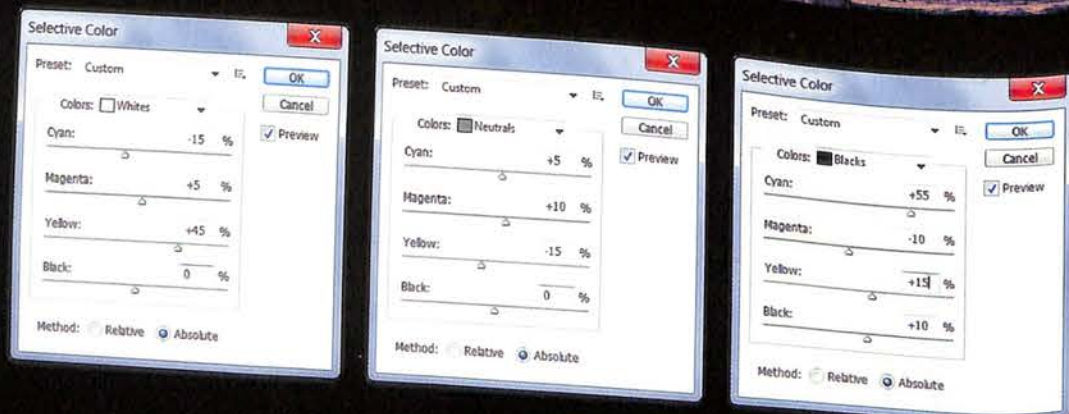 Selective Color
Preset: Custom
OK
Colors: Whites
Cancel
Cyan: -15 %
Preview
Magenta: +5 %
Yellow: +45 %
Black: 0 %
Method: Relative Absolute
Selective Color
Preset: Custom
OK
Colors: Neutrals
Cancel
Cyan: +5 %
Preview
Magenta: +10 %
Yellow: -15 %
Black: 0 %
Method: Relative Absolute
Selective Color
Preset: Custom
OK
Colors: Blacks
Cancel
Cyan: +55 %
Preview
Magenta: -10 %
Yellow: +15 %
Black: +10 %
Method: Relative Absolute